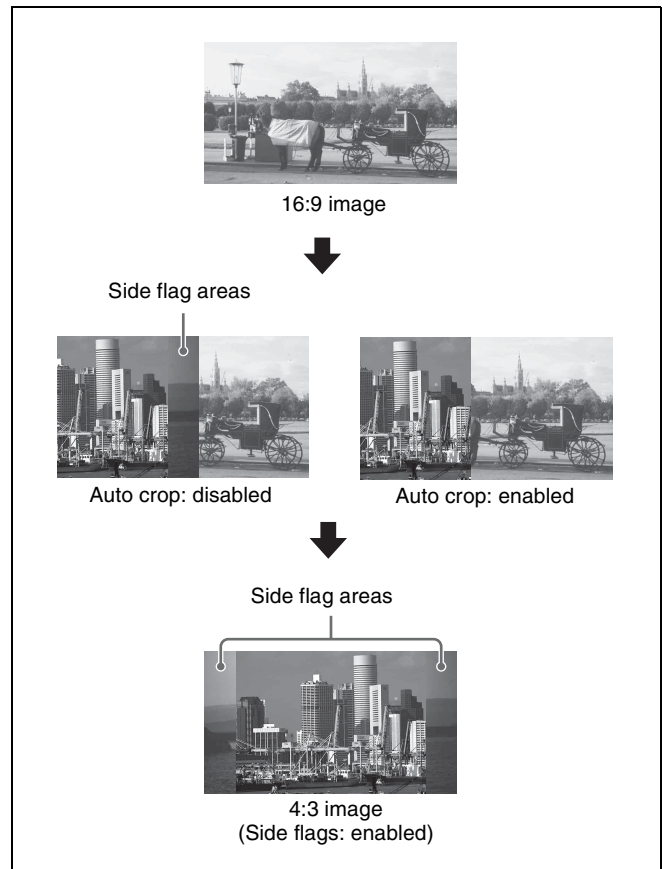 16:9 image
Side flag areas
Auto crop: disabled
Auto crop: enabled
Side flag areas
4:3 image
(Side flags: enabled)